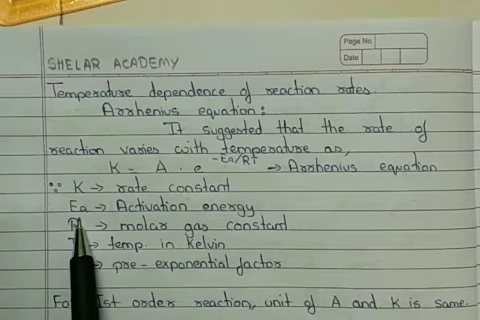 Page No.
Date
SHELAR ACADEMY
Temperature dependence of reaction rates.
Arrhenius equation:
It suggested that the rate of
reaction varies with temperature as,
K = A · e^-Ea/RT → Arrhenius equation
∵ K → rate constant
Ea → Activation energy
R → molar gas constant
→ temp. in Kelvin
→ pre-exponential factor
For 1st order reaction, unit of A and K is same.